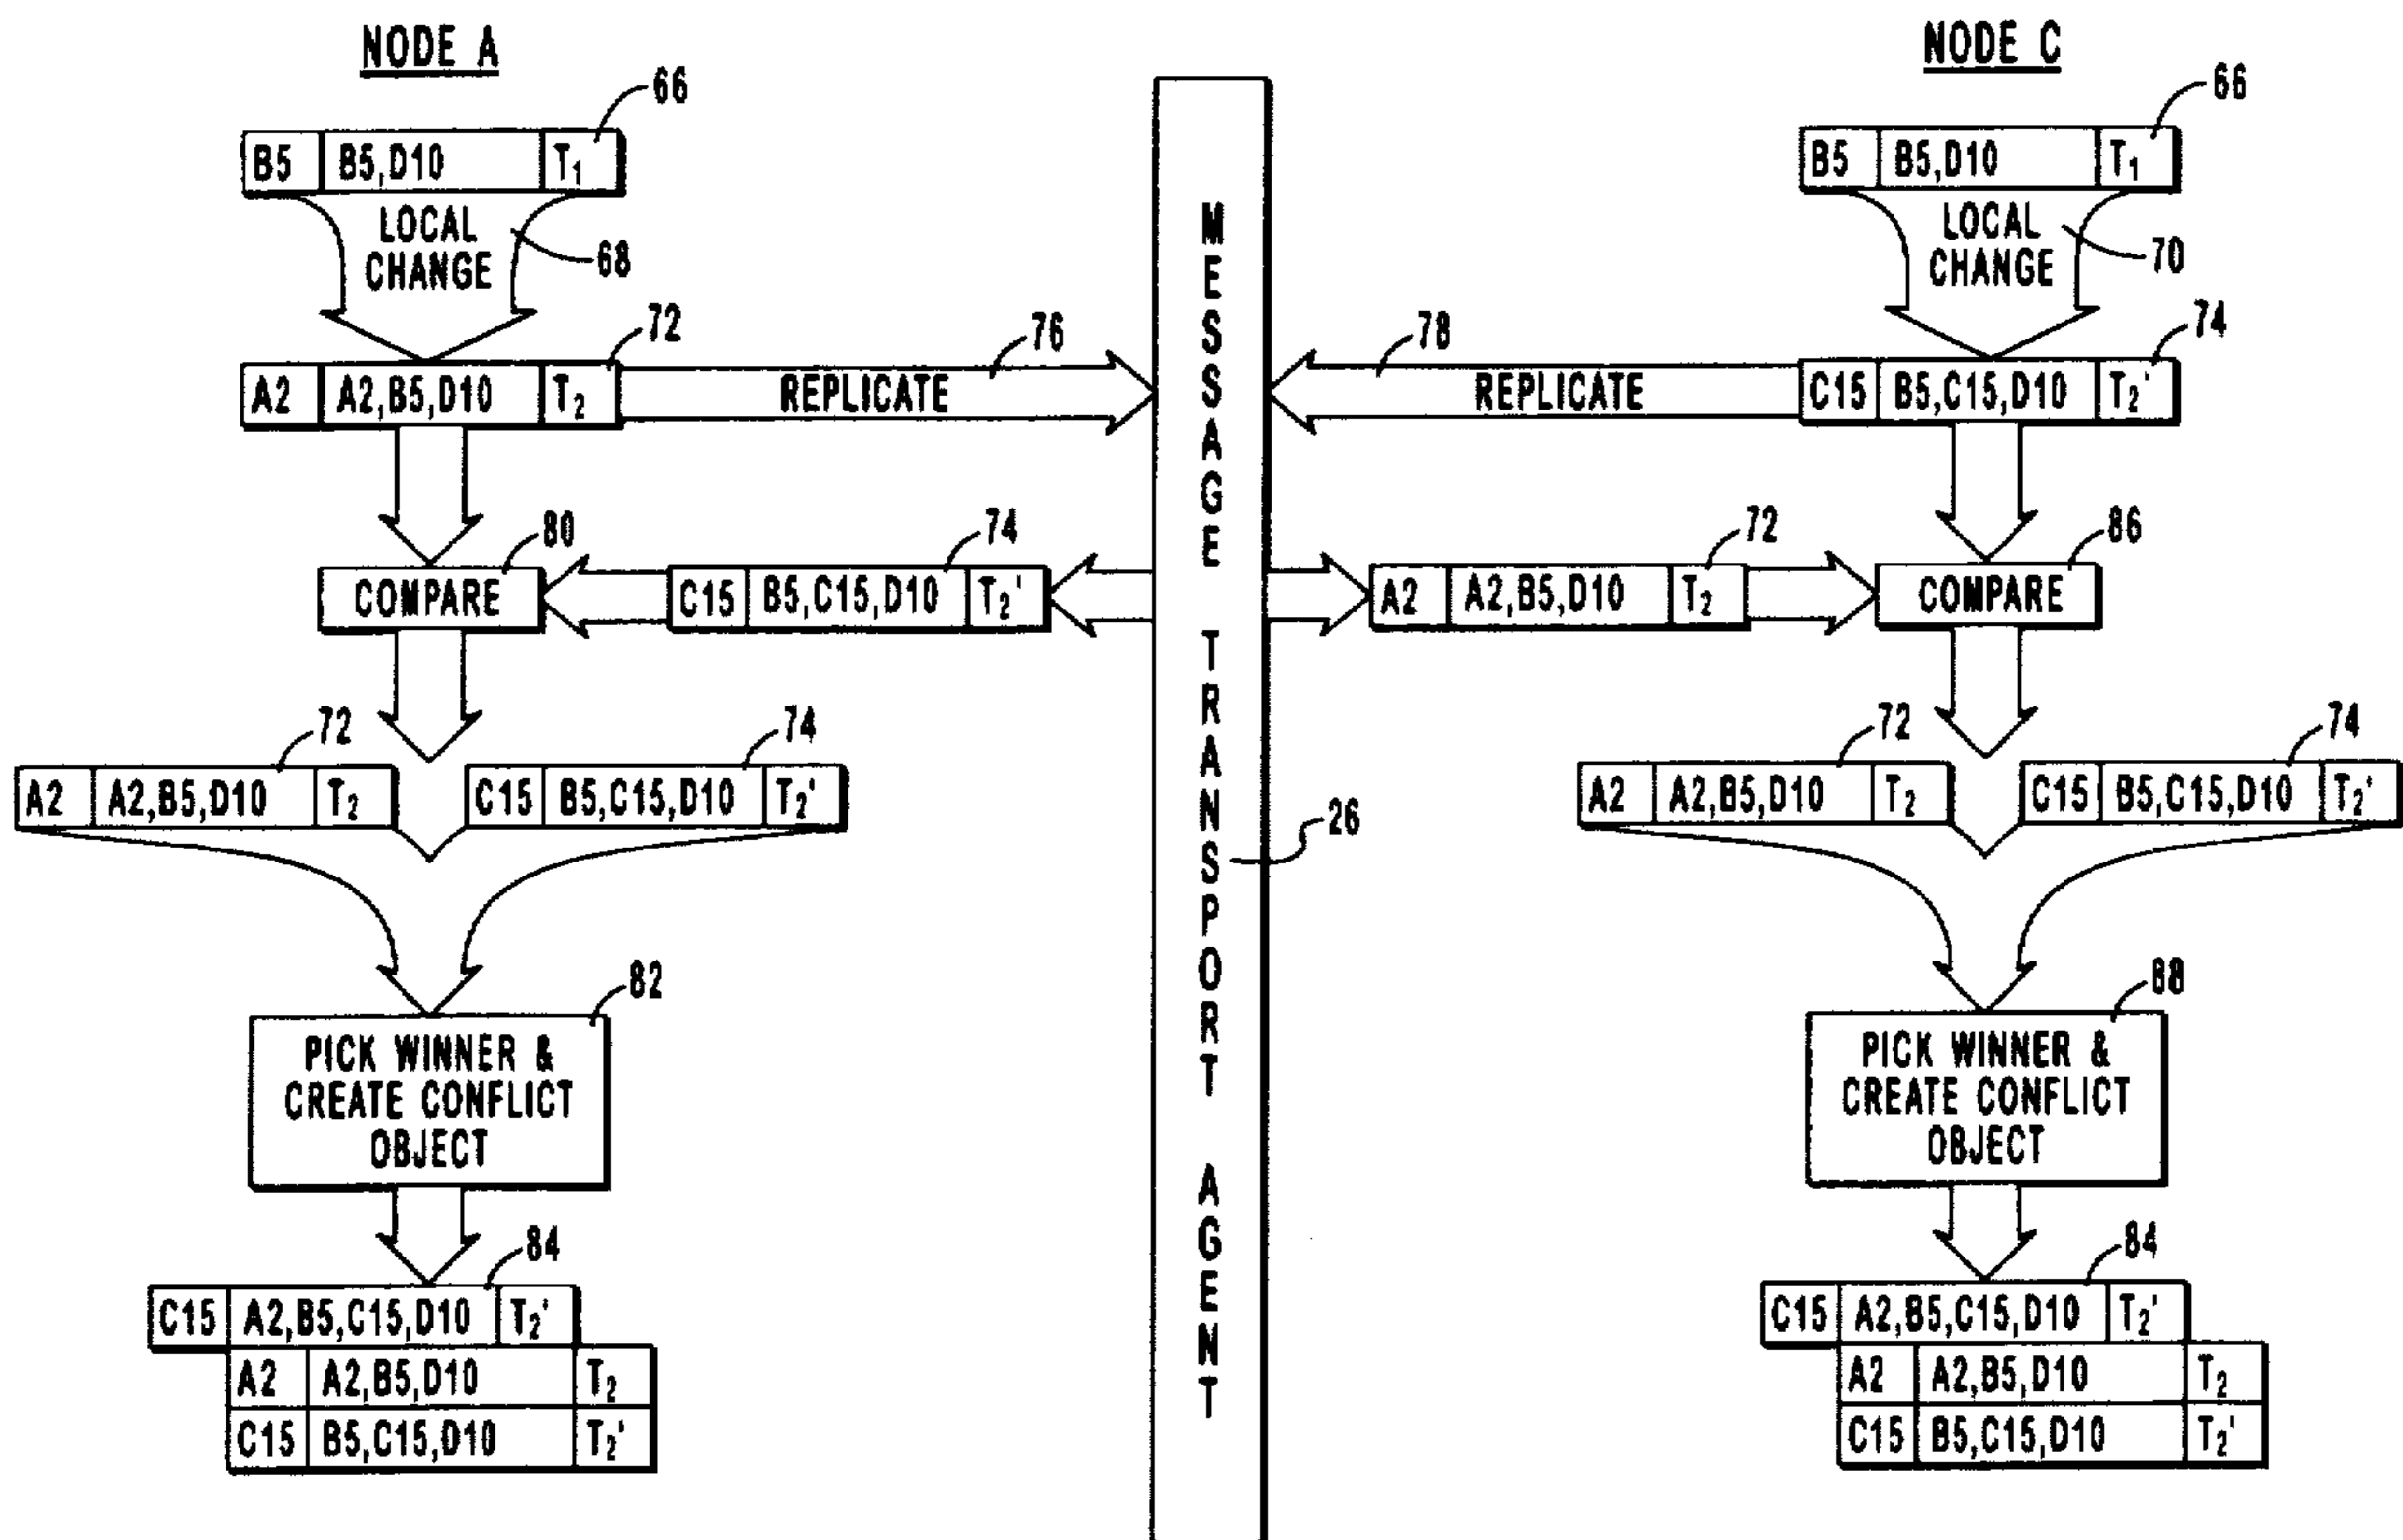 NODE A
NODE C
66
66
B5 B5,D10 T₁
B5 B5,D10 T₁
LOCAL
CHANGE
68
LOCAL
CHANGE
70
72
76
78
74
A2 A2,B5,D10 T₂
REPLICATE
REPLICATE
C15 B5,C15,D10 T₂'
80
74
72
86
COMPARE
C15 B5,C15,D10 T₂'
A2 A2,B5,D10 T₂
COMPARE
MESSAGE TRANSPORT AGENT
26
72
74
72
74
A2 A2,B5,D10 T₂
C15 B5,C15,D10 T₂'
A2 A2,B5,D10 T₂
C15 B5,C15,D10 T₂'
82
88
PICK WINNER &
CREATE CONFLICT
OBJECT
PICK WINNER &
CREATE CONFLICT
OBJECT
84
84
C15 A2,B5,C15,D10 T₂'
A2 A2,B5,D10 T₂
C15 B5,C15,D10 T₂'
C15 A2,B5,C15,D10 T₂'
A2 A2,B5,D10 T₂
C15 B5,C15,D10 T₂'